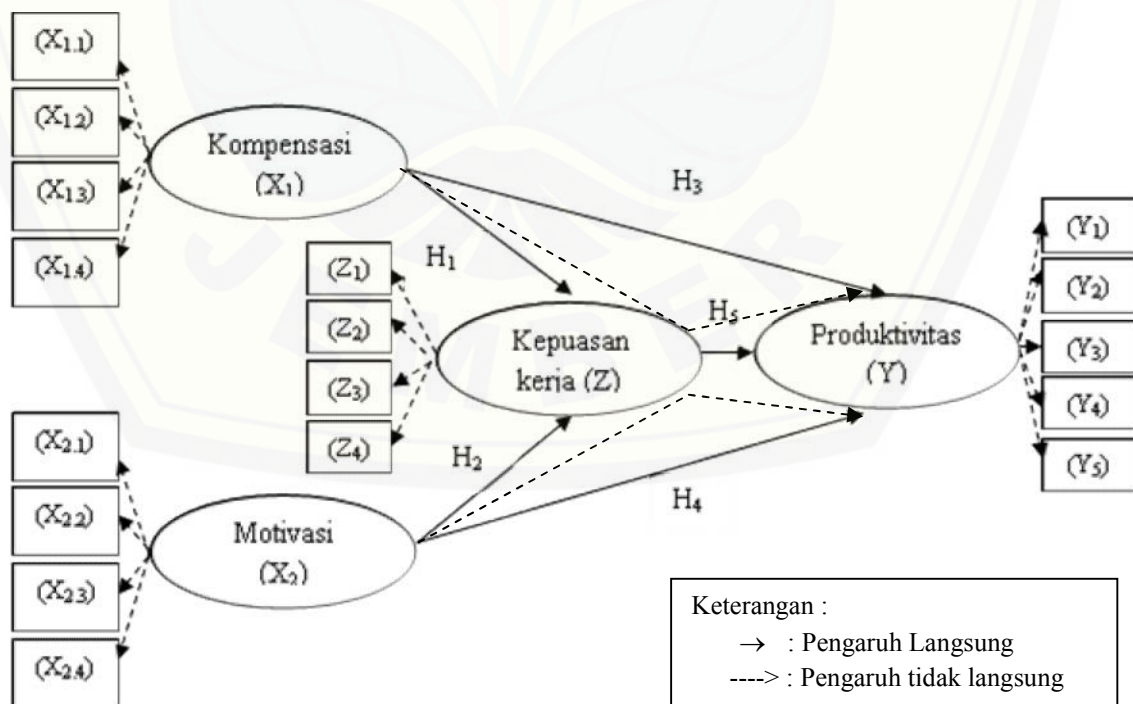 (X1.1)
(X1.2)
(X1.3)
(X1.4)
Kompensasi
(X1)
H3
H1
(Z1)
(Z2)
(Z3)
(Z4)
Kepuasan
kerja (Z)
H5
Produktivitas
(Y)
(Y1)
(Y2)
(Y3)
(Y4)
(Y5)
H2
H4
(X2.1)
(X2.2)
(X2.3)
(X2.4)
Motivasi
(X2)
Keterangan :
→ : Pengaruh Langsung
----> : Pengaruh tidak langsung
JEMBER